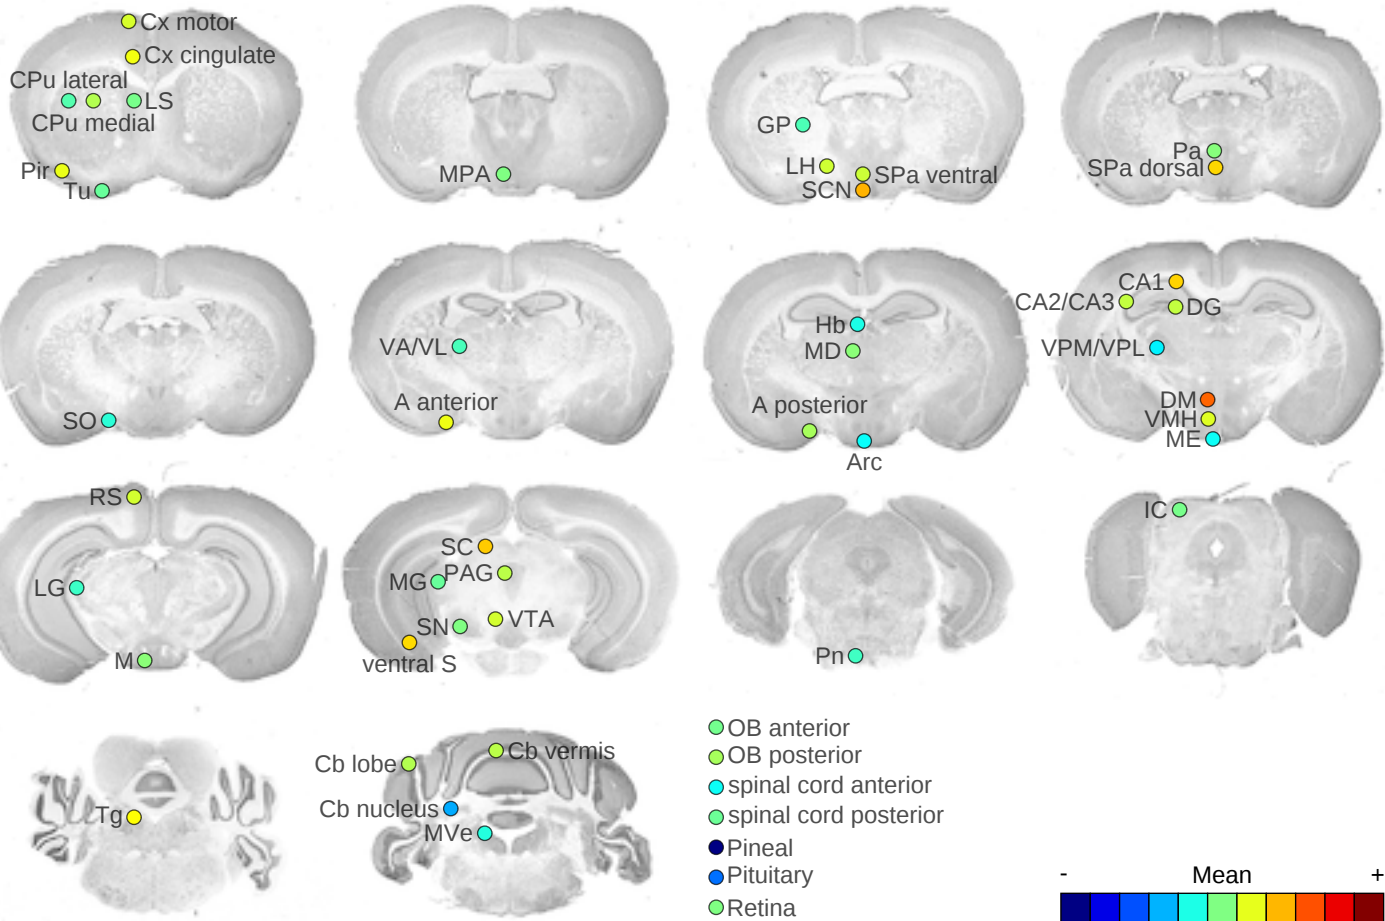 Cx motor
Cx cingulate
CPu lateral
LS
CPu medial
Pir
Tu
MPA
GP
LH
SPa ventral
SCN
Pa
SPa dorsal
SO
VA/VL
A anterior
Hb
MD
A posterior
Arc
CA1
CA2/CA3
DG
VPM/VPL
DM
VMH
ME
RS
LG
M
SC
MG
PAG
SN
VTA
ventral S
Pn
IC
Tg
Cb lobe
Cb vermis
Cb nucleus
MVe
OB anterior
OB posterior
spinal cord anterior
spinal cord posterior
Pineal
Pituitary
Retina
- Mean +